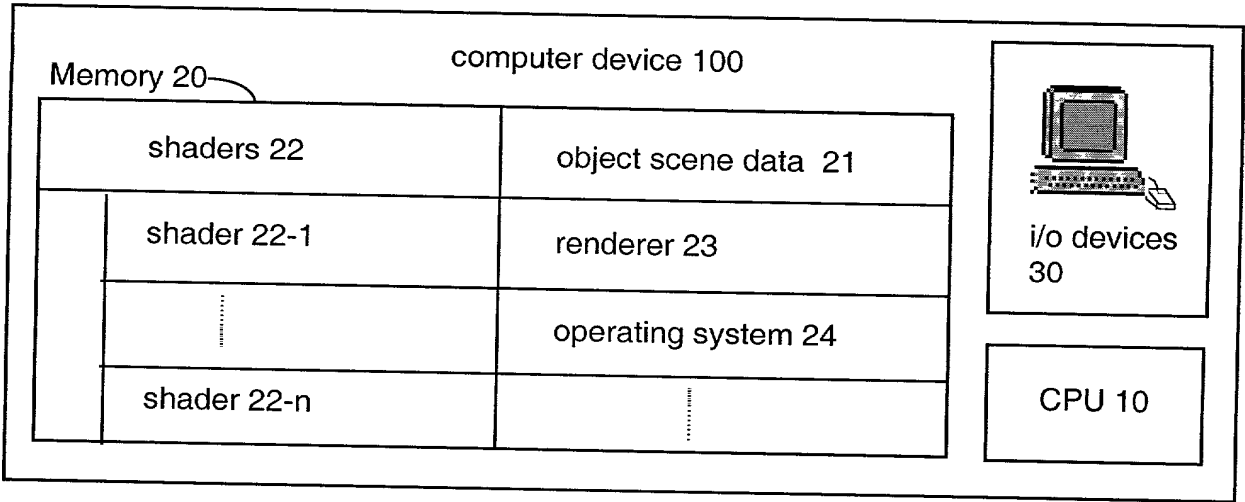 computer device 100
Memory 20
shaders 22
object scene data 21
shader 22-1
renderer 23
operating system 24
shader 22-n
i/o devices
30
CPU 10